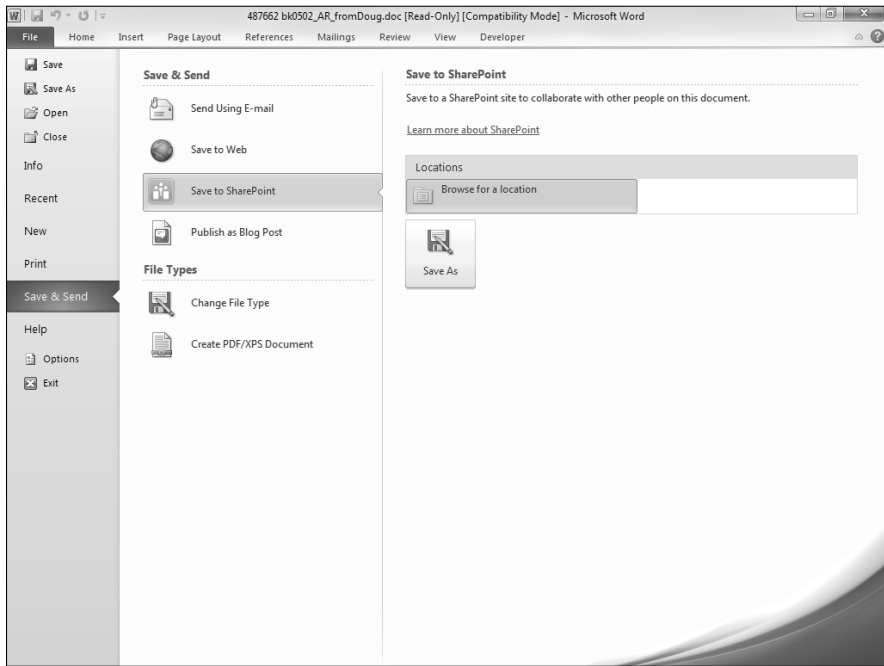 487662 bk0502_AR_fromDoug.doc [Read-Only] [Compatibility Mode] - Microsoft Word
File Home Insert Page Layout References Mailings Review View Developer
Save
Save As
Open
Close
Info
Recent
New
Print
Save & Send
Help
Options
Exit
Save & Send
Send Using E-mail
Save to Web
Save to SharePoint
Publish as Blog Post
File Types
Change File Type
Create PDF/XPS Document
Save to SharePoint
Save to a SharePoint site to collaborate with other people on this document.
Learn more about SharePoint
Locations
Browse for a location
Save As